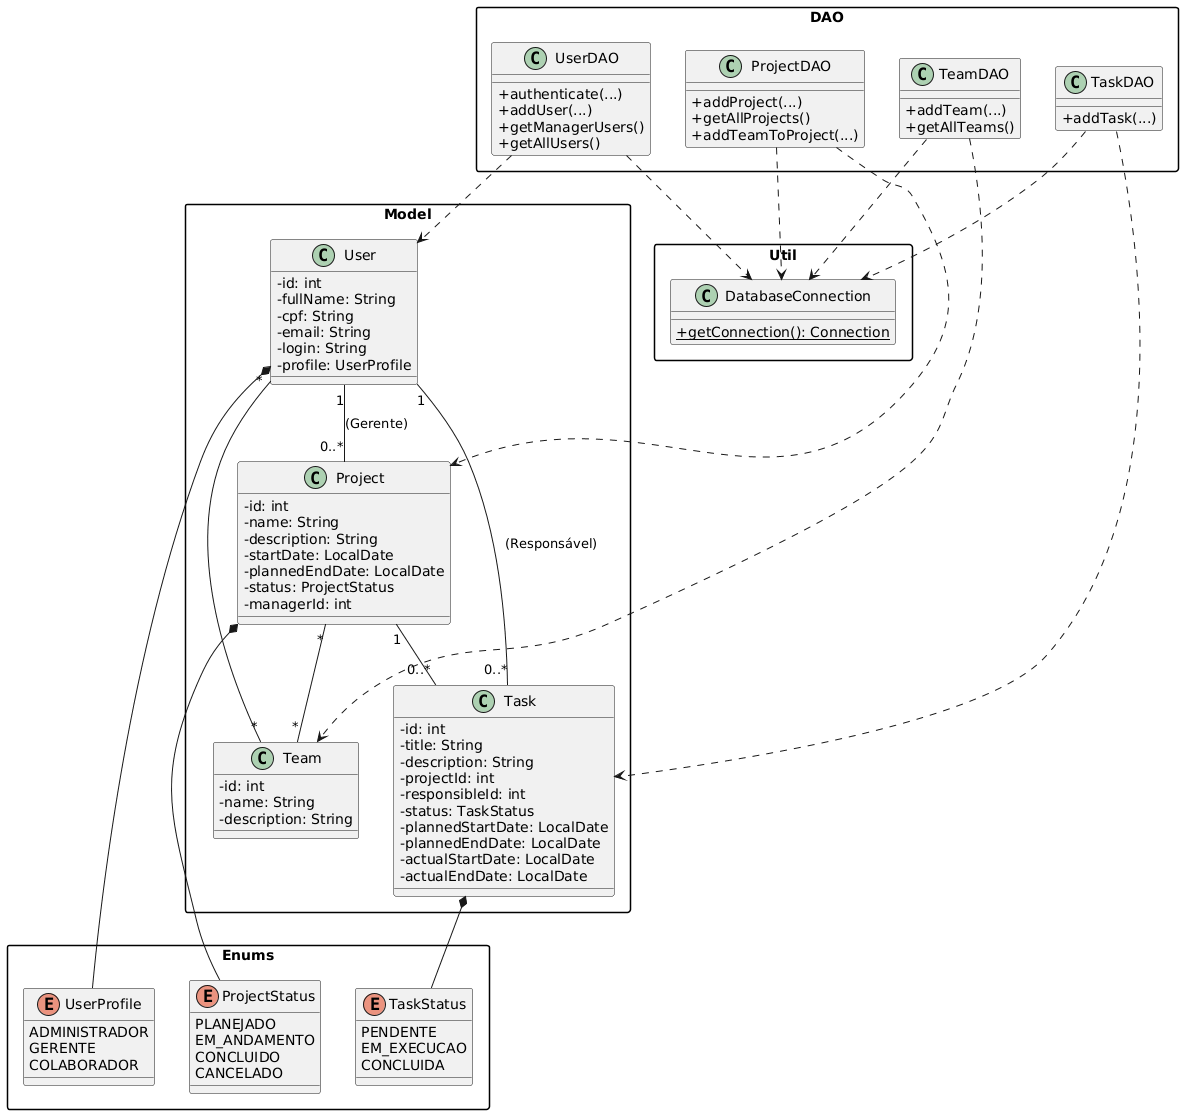 DAO
C UserDAO
+authenticate(...)
+addUser(...)
+getManagerUsers()
+getAllUsers()
C ProjectDAO
+addProject(...)
+getAllProjects()
+addTeamToProject(...)
C TeamDAO
+addTeam(...)
+getAllTeams()
C TaskDAO
+addTask(...)
Model
C User
-id: int
-fullName: String
-cpf: String
-email: String
-login: String
-profile: UserProfile
Util
C DatabaseConnection
+getConnection(): Connection
*
1
1
(Gerente)
0..*
C Project
-id: int
-name: String
-description: String
-startDate: LocalDate
-plannedEndDate: LocalDate
-status: ProjectStatus
-managerId: int
(Responsável)
*
1
0..*
0..*
*
*
C Team
-id: int
-name: String
-description: String
C Task
-id: int
-title: String
-description: String
-projectId: int
-responsibleId: int
-status: TaskStatus
-plannedStartDate: LocalDate
-plannedEndDate: LocalDate
-actualStartDate: LocalDate
-actualEndDate: LocalDate
Enums
E UserProfile
ADMINISTRADOR
GERENTE
COLABORADOR
E ProjectStatus
PLANEJADO
EM_ANDAMENTO
CONCLUIDO
CANCELADO
E TaskStatus
PENDENTE
EM_EXECUCAO
CONCLUIDA